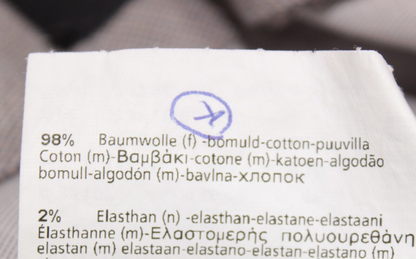 K
98% Baumwolle (f) -bomuld-cotton-puuvilla
Coton (m)-Βαμβάκι-cotone (m)-katoen-algodão
bomull-algodón (m)-bavlna-хлопок
2% Elasthan (n) -elasthan-elastane-elastaani
Élasthanne (m)-Ελαστομερής πολυουρεθάνη
elastan (m) elastaan-elastano-elastan-elastano (m)